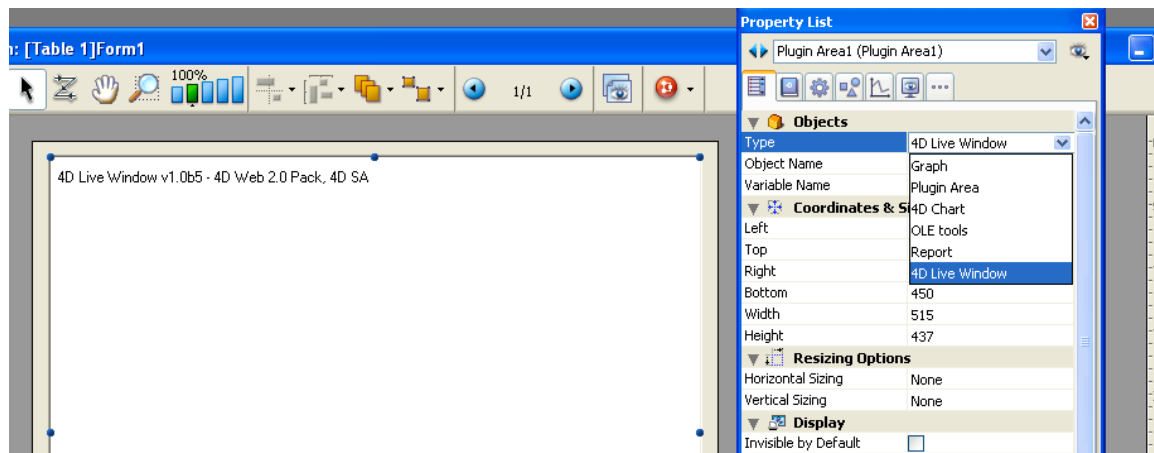 : [Table 1]Form1
100%
1/1
4D Live Window v1.0b5 - 4D Web 2.0 Pack, 4D SA
Property List
Plugin Area1 (Plugin Area1)
Objects
Type 4D Live Window
Object Name
Variable Name
Graph
Plugin Area
4D Chart
OLE tools
Report
4D Live Window
Coordinates & Si
Left
Top
Right
Bottom 450
Width 515
Height 437
Resizing Options
Horizontal Sizing None
Vertical Sizing None
Display
Invisible by Default